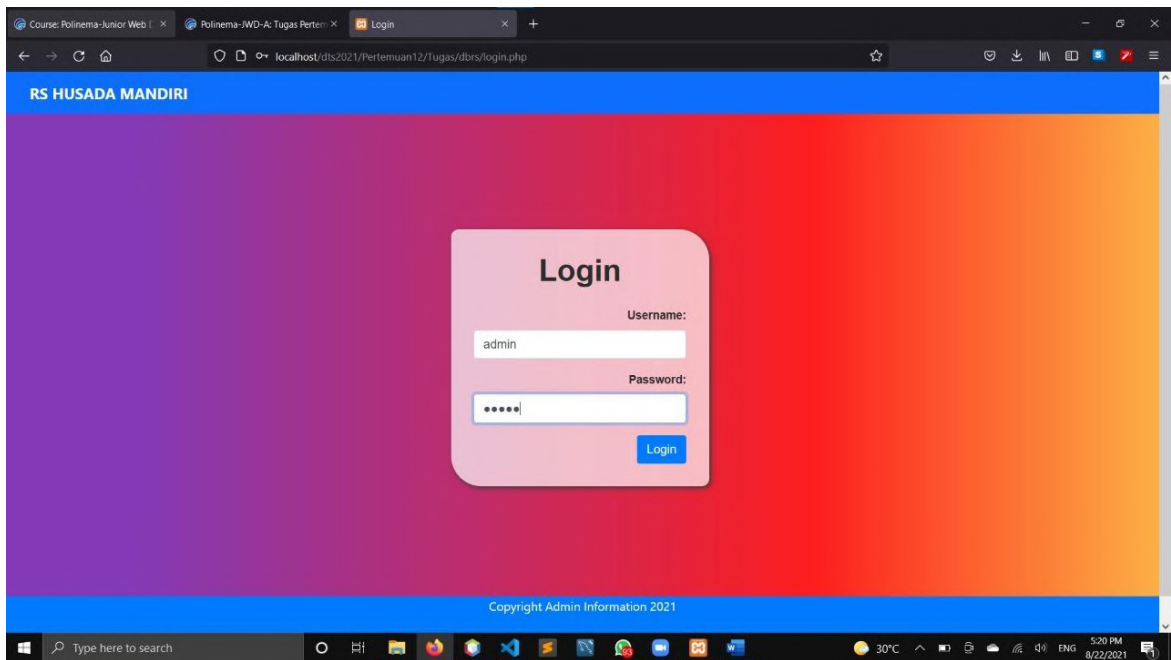 Course: Polinema-Junior Web
Polinema-JWD-A: Tugas Pertem
Login
localhost/dts2021/Pertemuan12/Tugas/dbrs/login.php
RS HUSADA MANDIRI
Login
Username:
admin
Password:
Login
Copyright Admin Information 2021
Type here to search
30°C
ENG
5:20 PM
8/22/2021